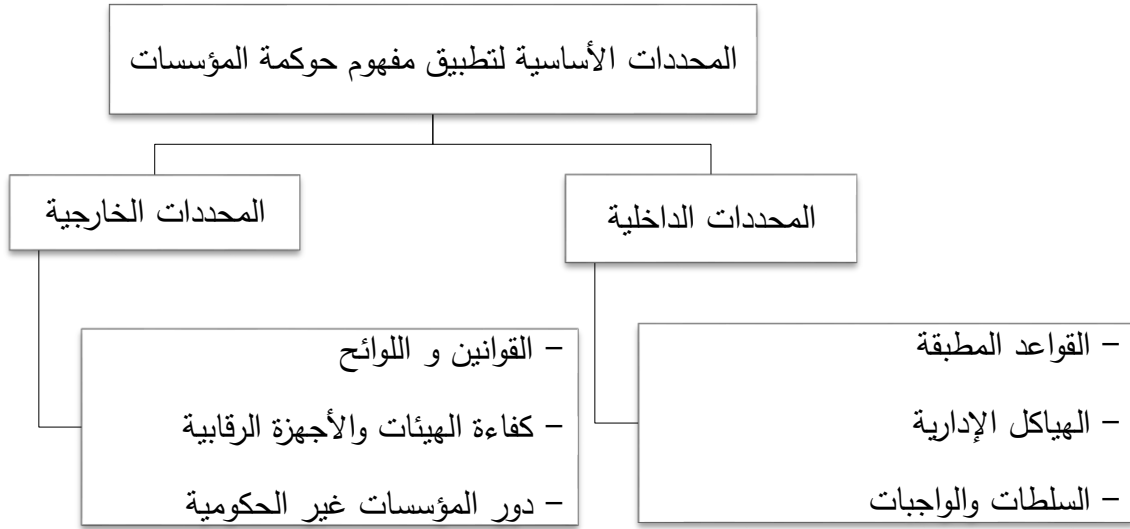 المحددات الأساسية لتطبيق مفهوم حوكمة المؤسسات
المحددات الداخلية
المحددات الخارجية
– القواعد المطبقة
– الهياكل الإدارية
– السلطات والواجبات
– القوانين و اللوائح
– كفاءة الهيئات والأجهزة الرقابية
– دور المؤسسات غير الحكومية